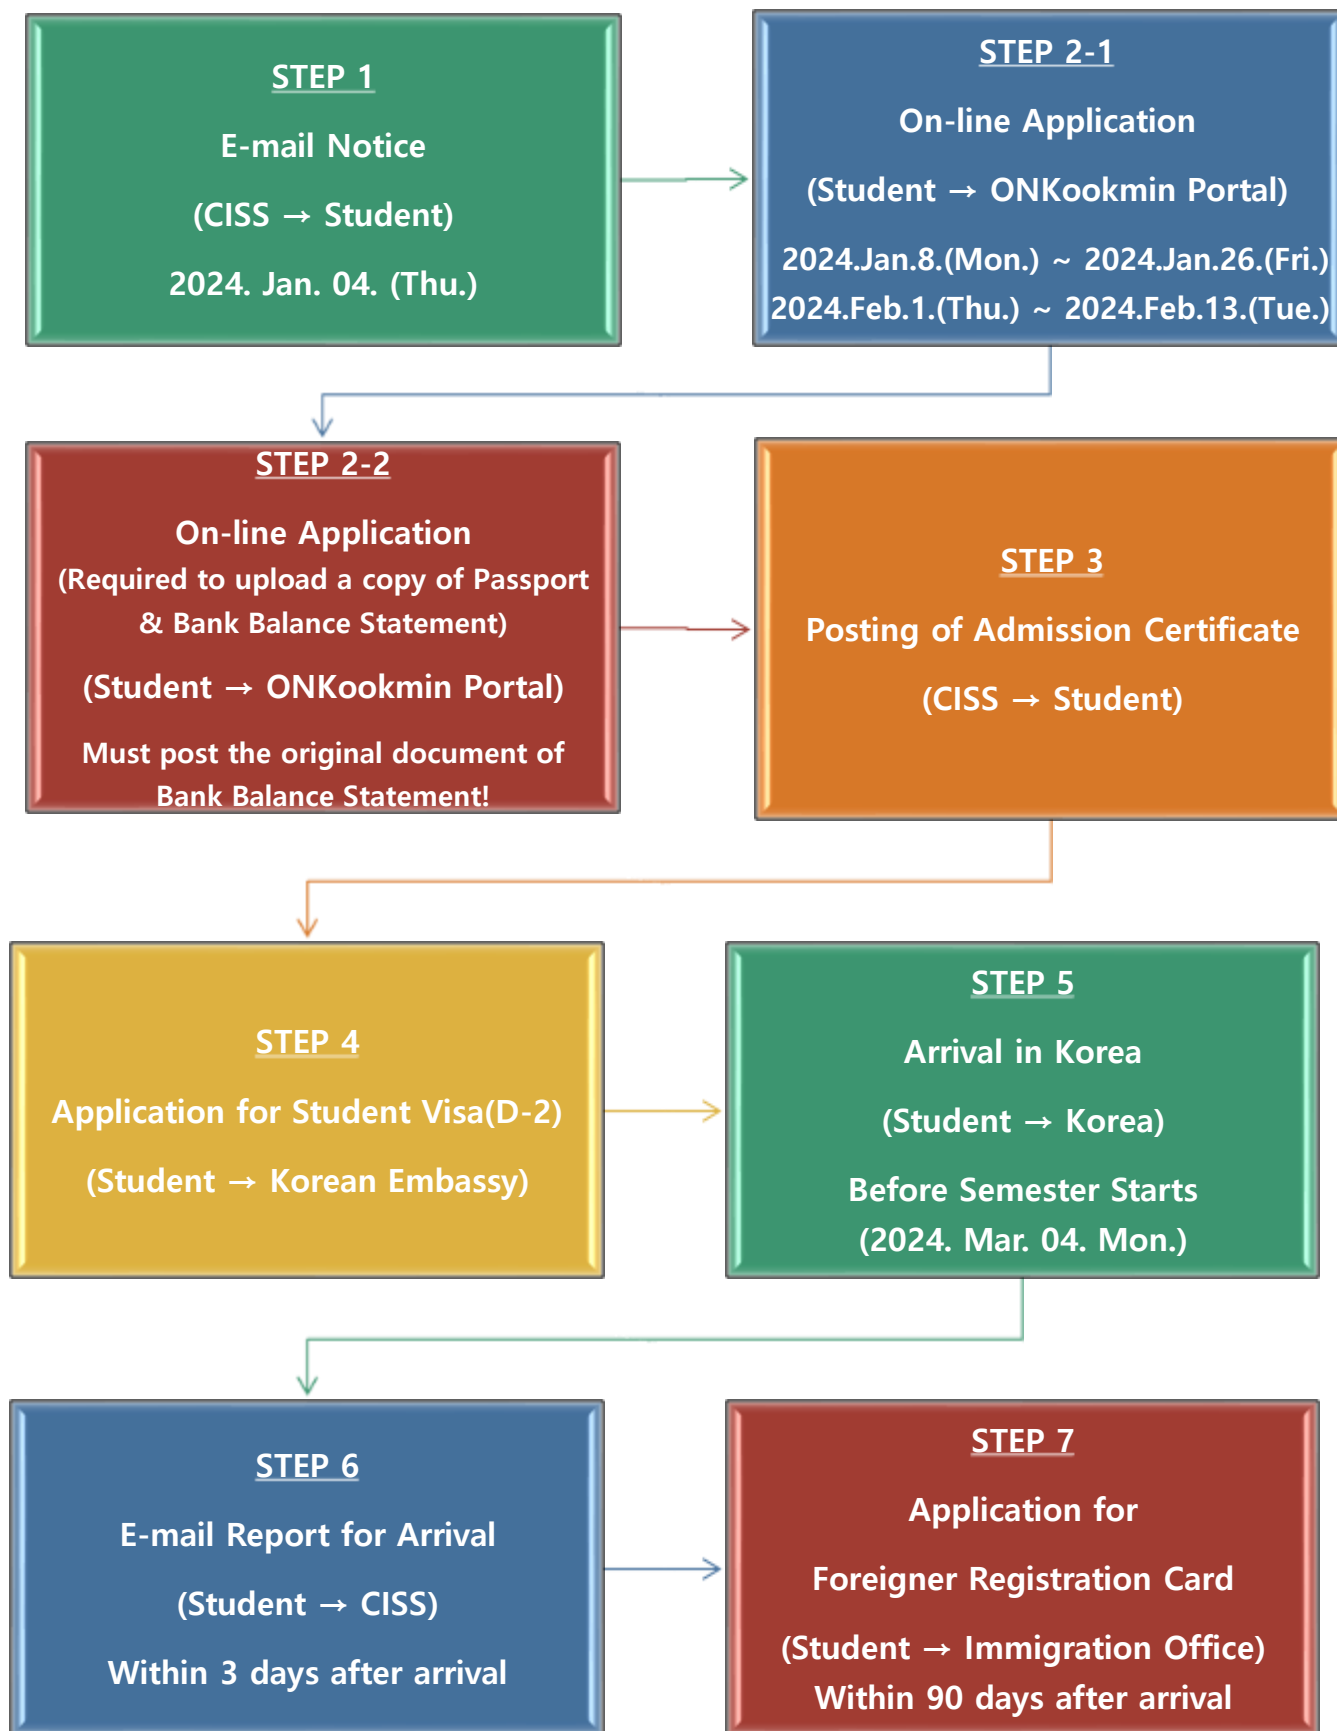 STEP 1
E-mail Notice
(CISS → Student)
2024. Jan. 04. (Thu.)
STEP 2-1
On-line Application
(Student → ONKookmin Portal)
2024.Jan.8.(Mon.) ~ 2024.Jan.26.(Fri.)
2024.Feb.1.(Thu.) ~ 2024.Feb.13.(Tue.)
STEP 2-2
On-line Application
(Required to upload a copy of Passport
& Bank Balance Statement)
(Student → ONKookmin Portal)
Must post the original document of
Bank Balance Statement!
STEP 3
Posting of Admission Certificate
(CISS → Student)
STEP 4
Application for Student Visa(D-2)
(Student → Korean Embassy)
STEP 5
Arrival in Korea
(Student → Korea)
Before Semester Starts
(2024. Mar. 04. Mon.)
STEP 6
E-mail Report for Arrival
(Student → CISS)
Within 3 days after arrival
STEP 7
Application for
Foreigner Registration Card
(Student → Immigration Office)
Within 90 days after arrival